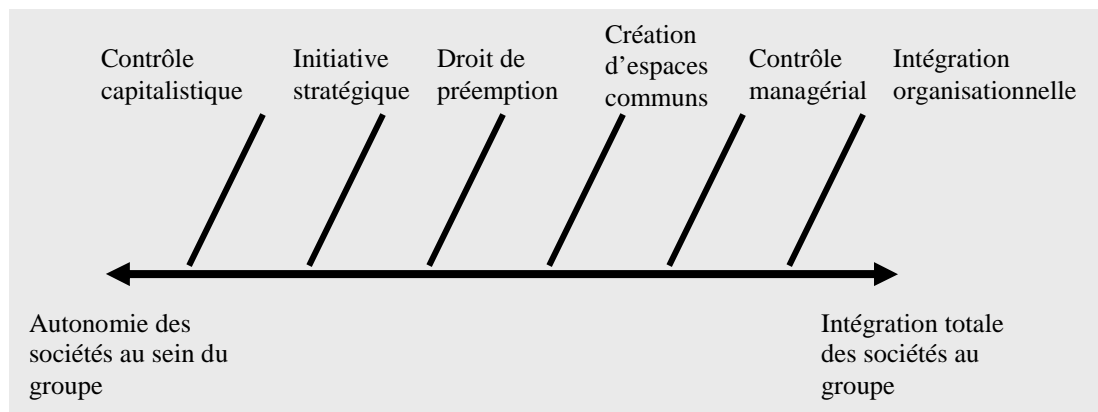 Contrôle
capitalistique
Initiative
stratégique
Droit de
préemption
Création
d’espaces
communs
Contrôle
managérial
Intégration
organisationnelle
Autonomie des
sociétés au sein du
groupe
Intégration totale
des sociétés au
groupe